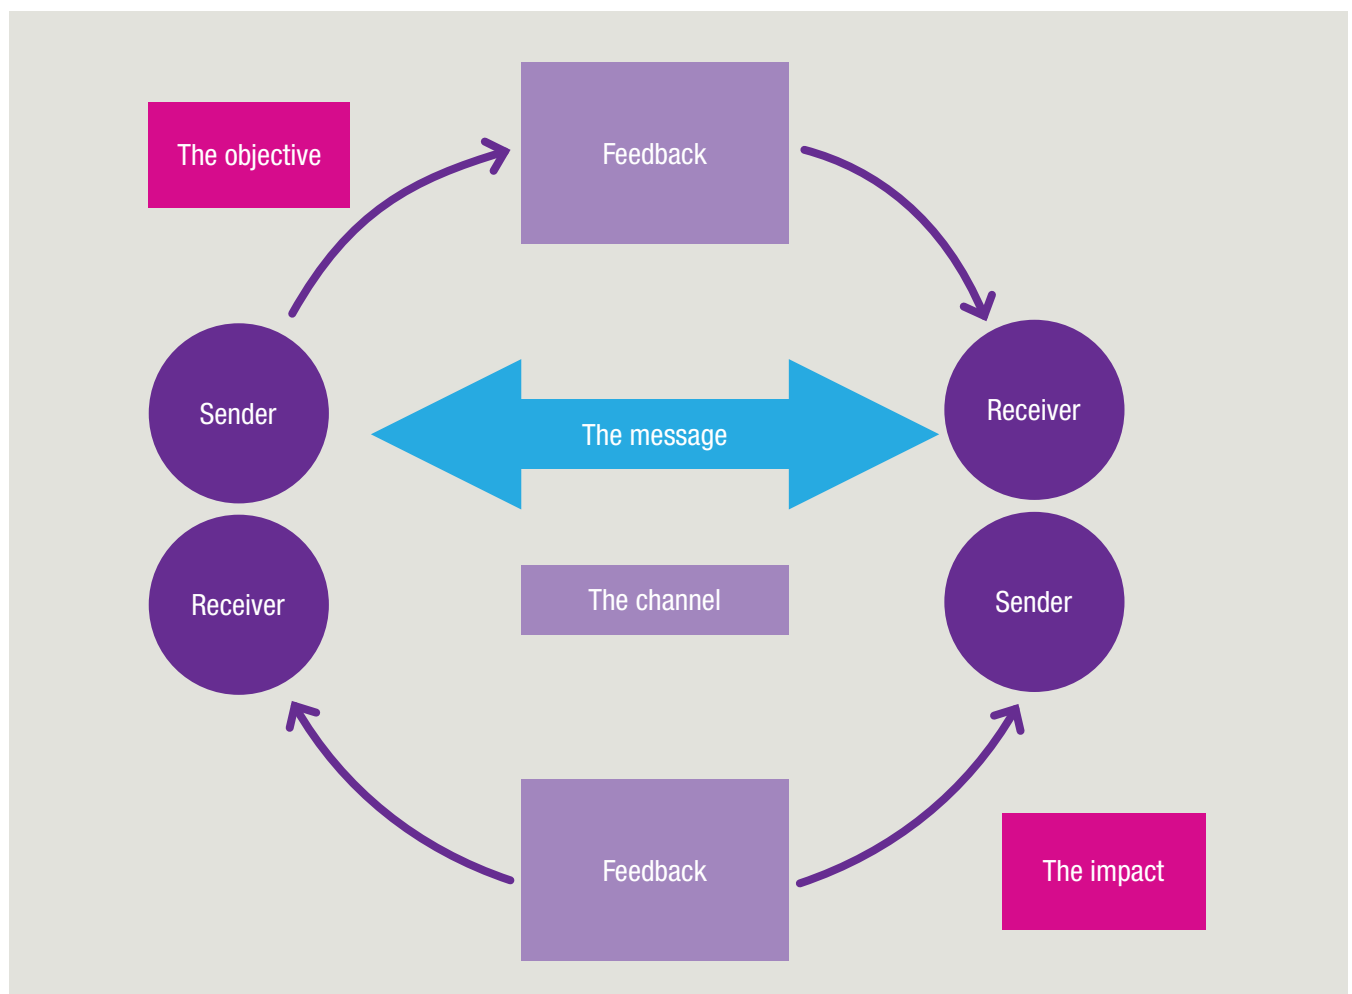 The objective
Feedback
Sender
The message
Receiver
Receiver
The channel
Sender
Feedback
The impact